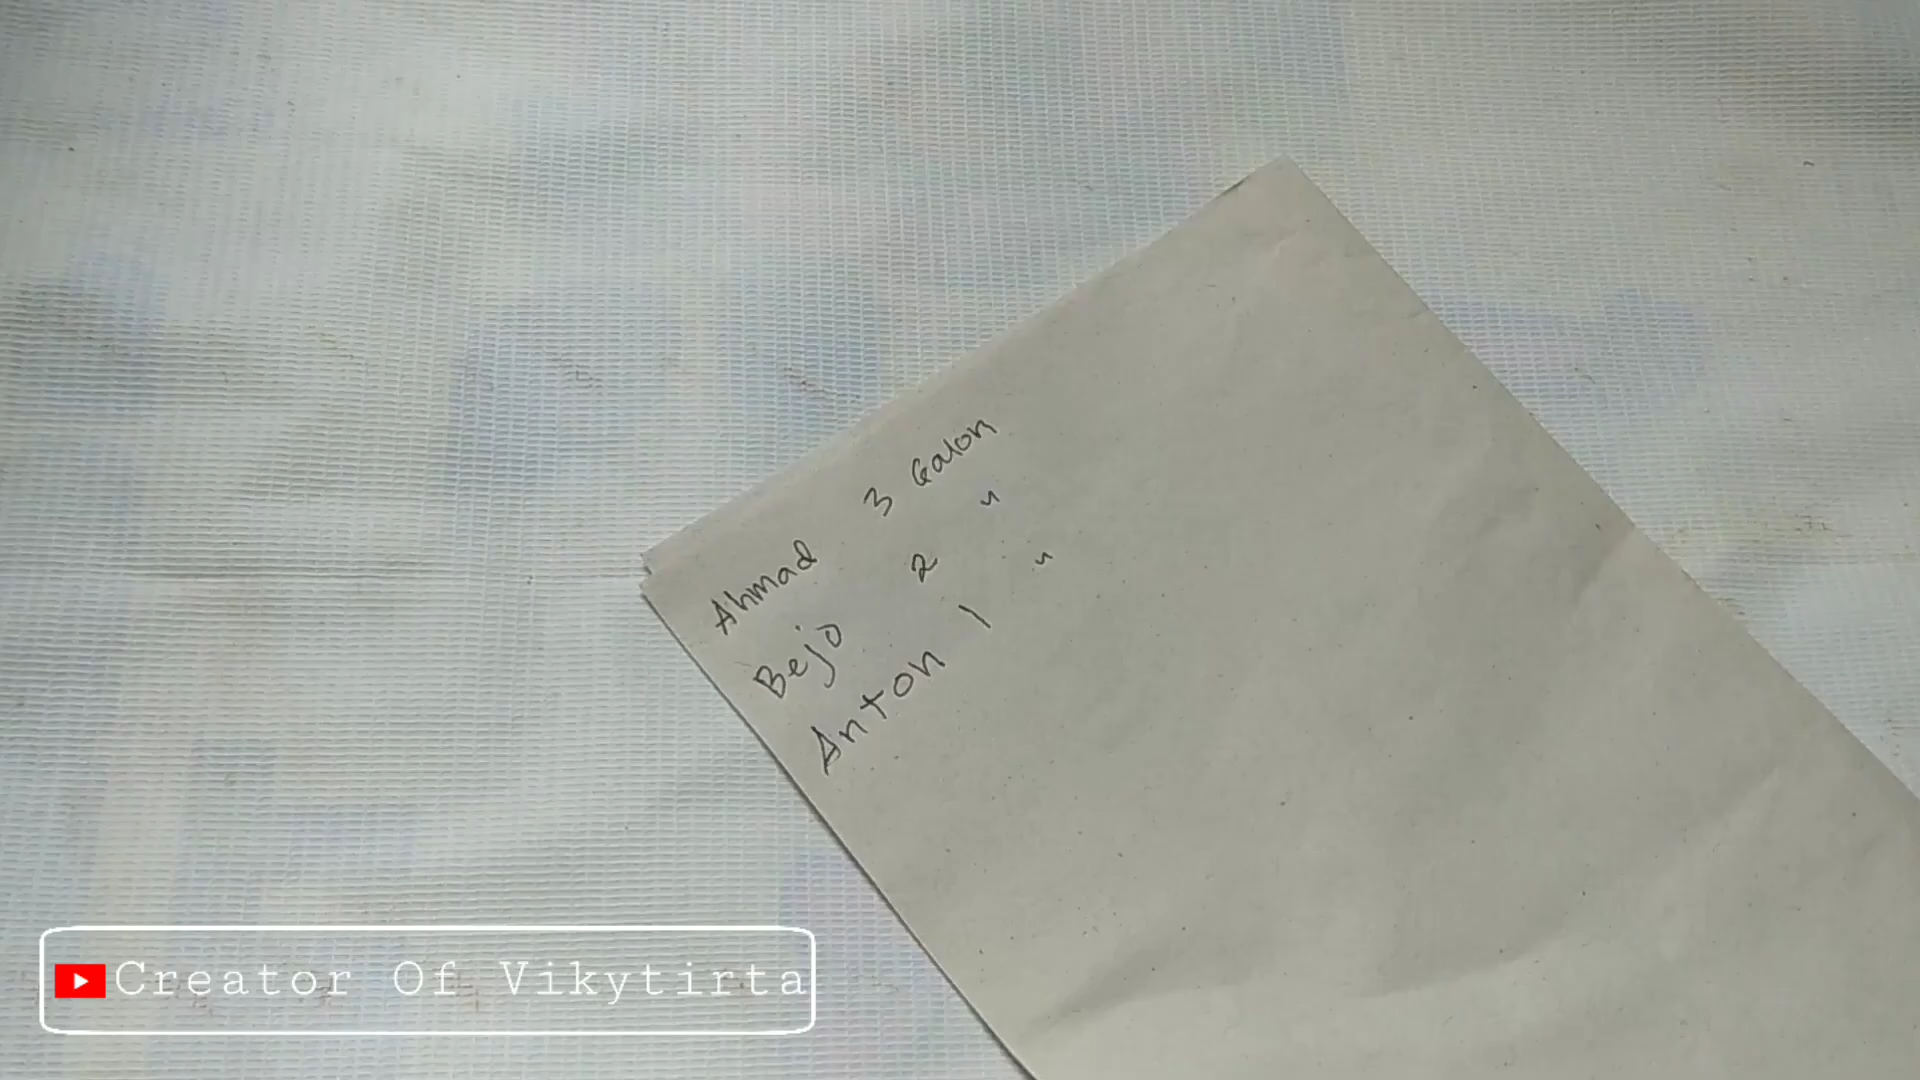 Ahmad 3 Galon
Bejo 2 "
Anton 1 "
Creator Of Vikytirta